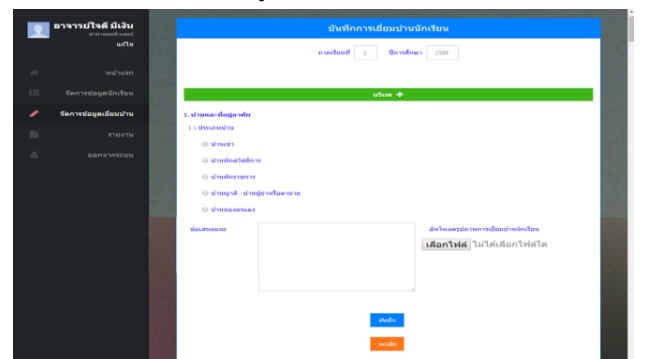 อาจารย์ใจดี มีเงิน
แก้ไข
หน้าแรก
จัดการข้อมูลนักเรียน
จัดการข้อมูลเยี่ยมบ้าน
รายงาน
ออกจากระบบ
บันทึกการเยี่ยมบ้านนักเรียน
ภาคเรียนที่ 1 ปีการศึกษา 2559
บริบท +
1. บ้านและที่อยู่อาศัย
1.1 ประเภทบ้าน
บ้านเช่า
บ้านพักสวัสดิการ
บ้านพักราชการ
บ้านญาติ / บ้านปู่ย่าหรือตายาย
บ้านของตนเอง
ข้อเสนอแนะ
อัพโหลดรูปภาพการเยี่ยมบ้านนักเรียน
เลือกไฟล์ ไม่ได้เลือกไฟล์ใด
บันทึก
ยกเลิก